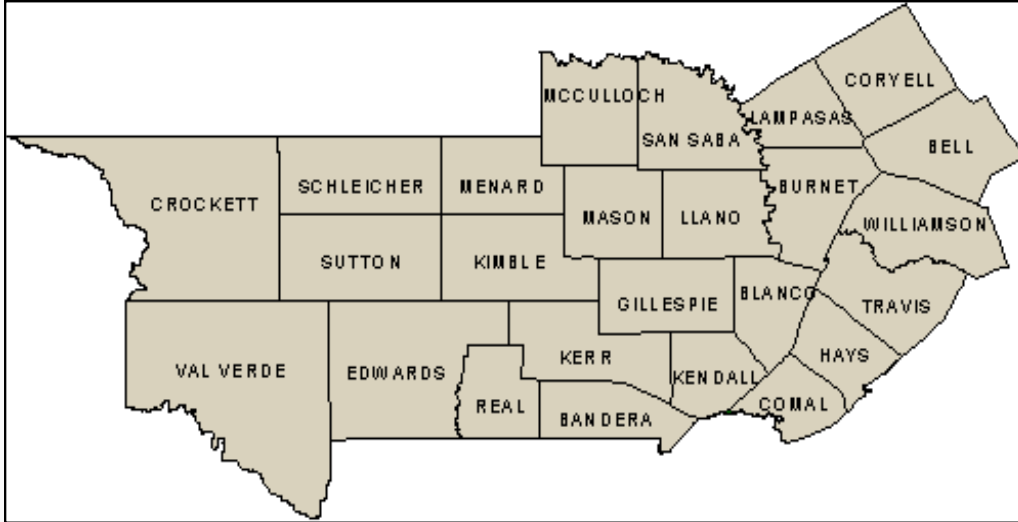 CORYELL
MCCULLOCH
LAMPASAS
SAN SABA
BELL
SCHLEICHER
MENARD
BURNET
CROCKETT
MASON
LLANO
WILLIAMSON
SUTTON
KIMBLE
BLANCO
GILLESPIE
TRAVIS
KERR
HAYS
VAL VERDE
EDWARDS
KENDALL
REAL
COMAL
BANDERA